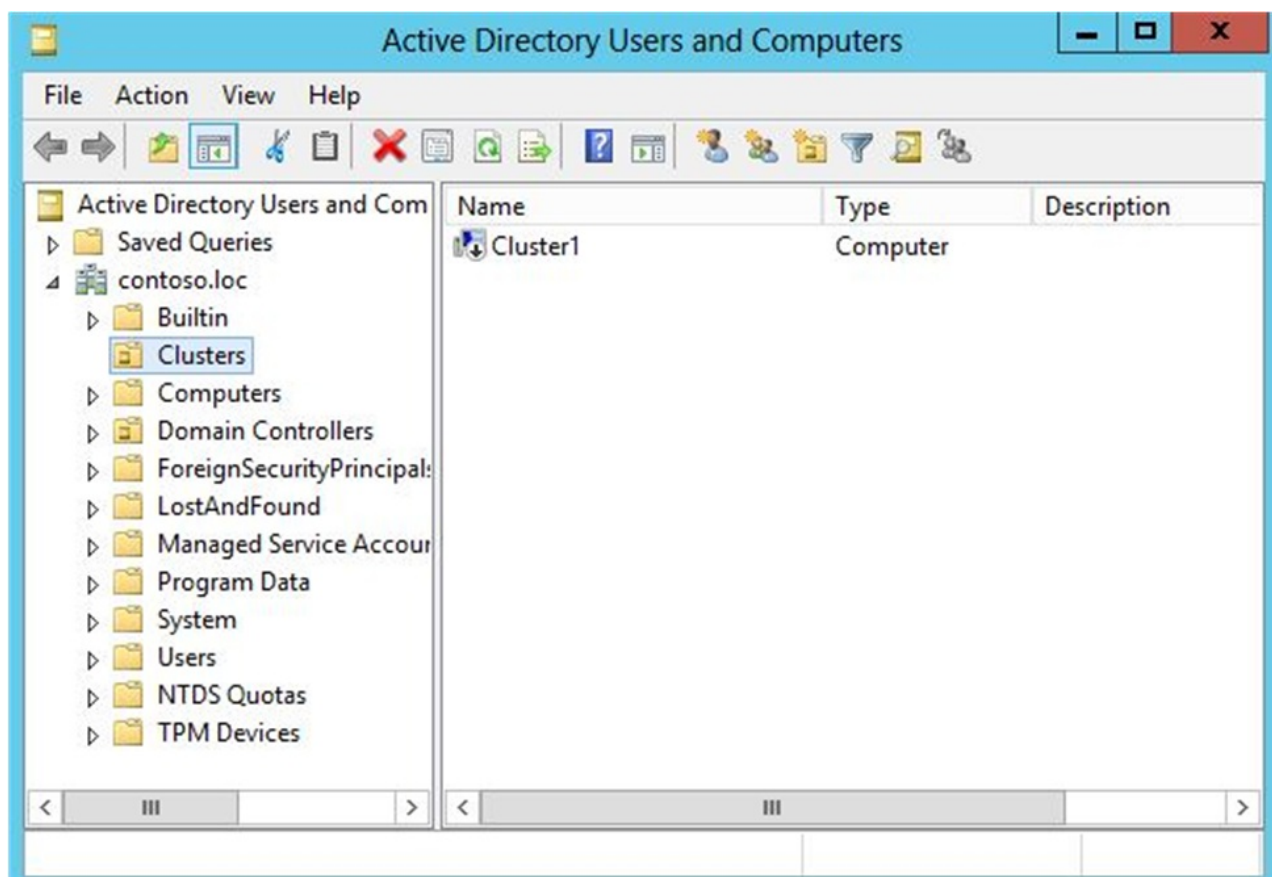 Active Directory Users and Computers
File Action View Help
Active Directory Users and Com
Saved Queries
contoso.loc
Builtin
Clusters
Computers
Domain Controllers
ForeignSecurityPrincipals
LostAndFound
Managed Service Accour
Program Data
System
Users
NTDS Quotas
TPM Devices
Name Type Description
Cluster1 Computer